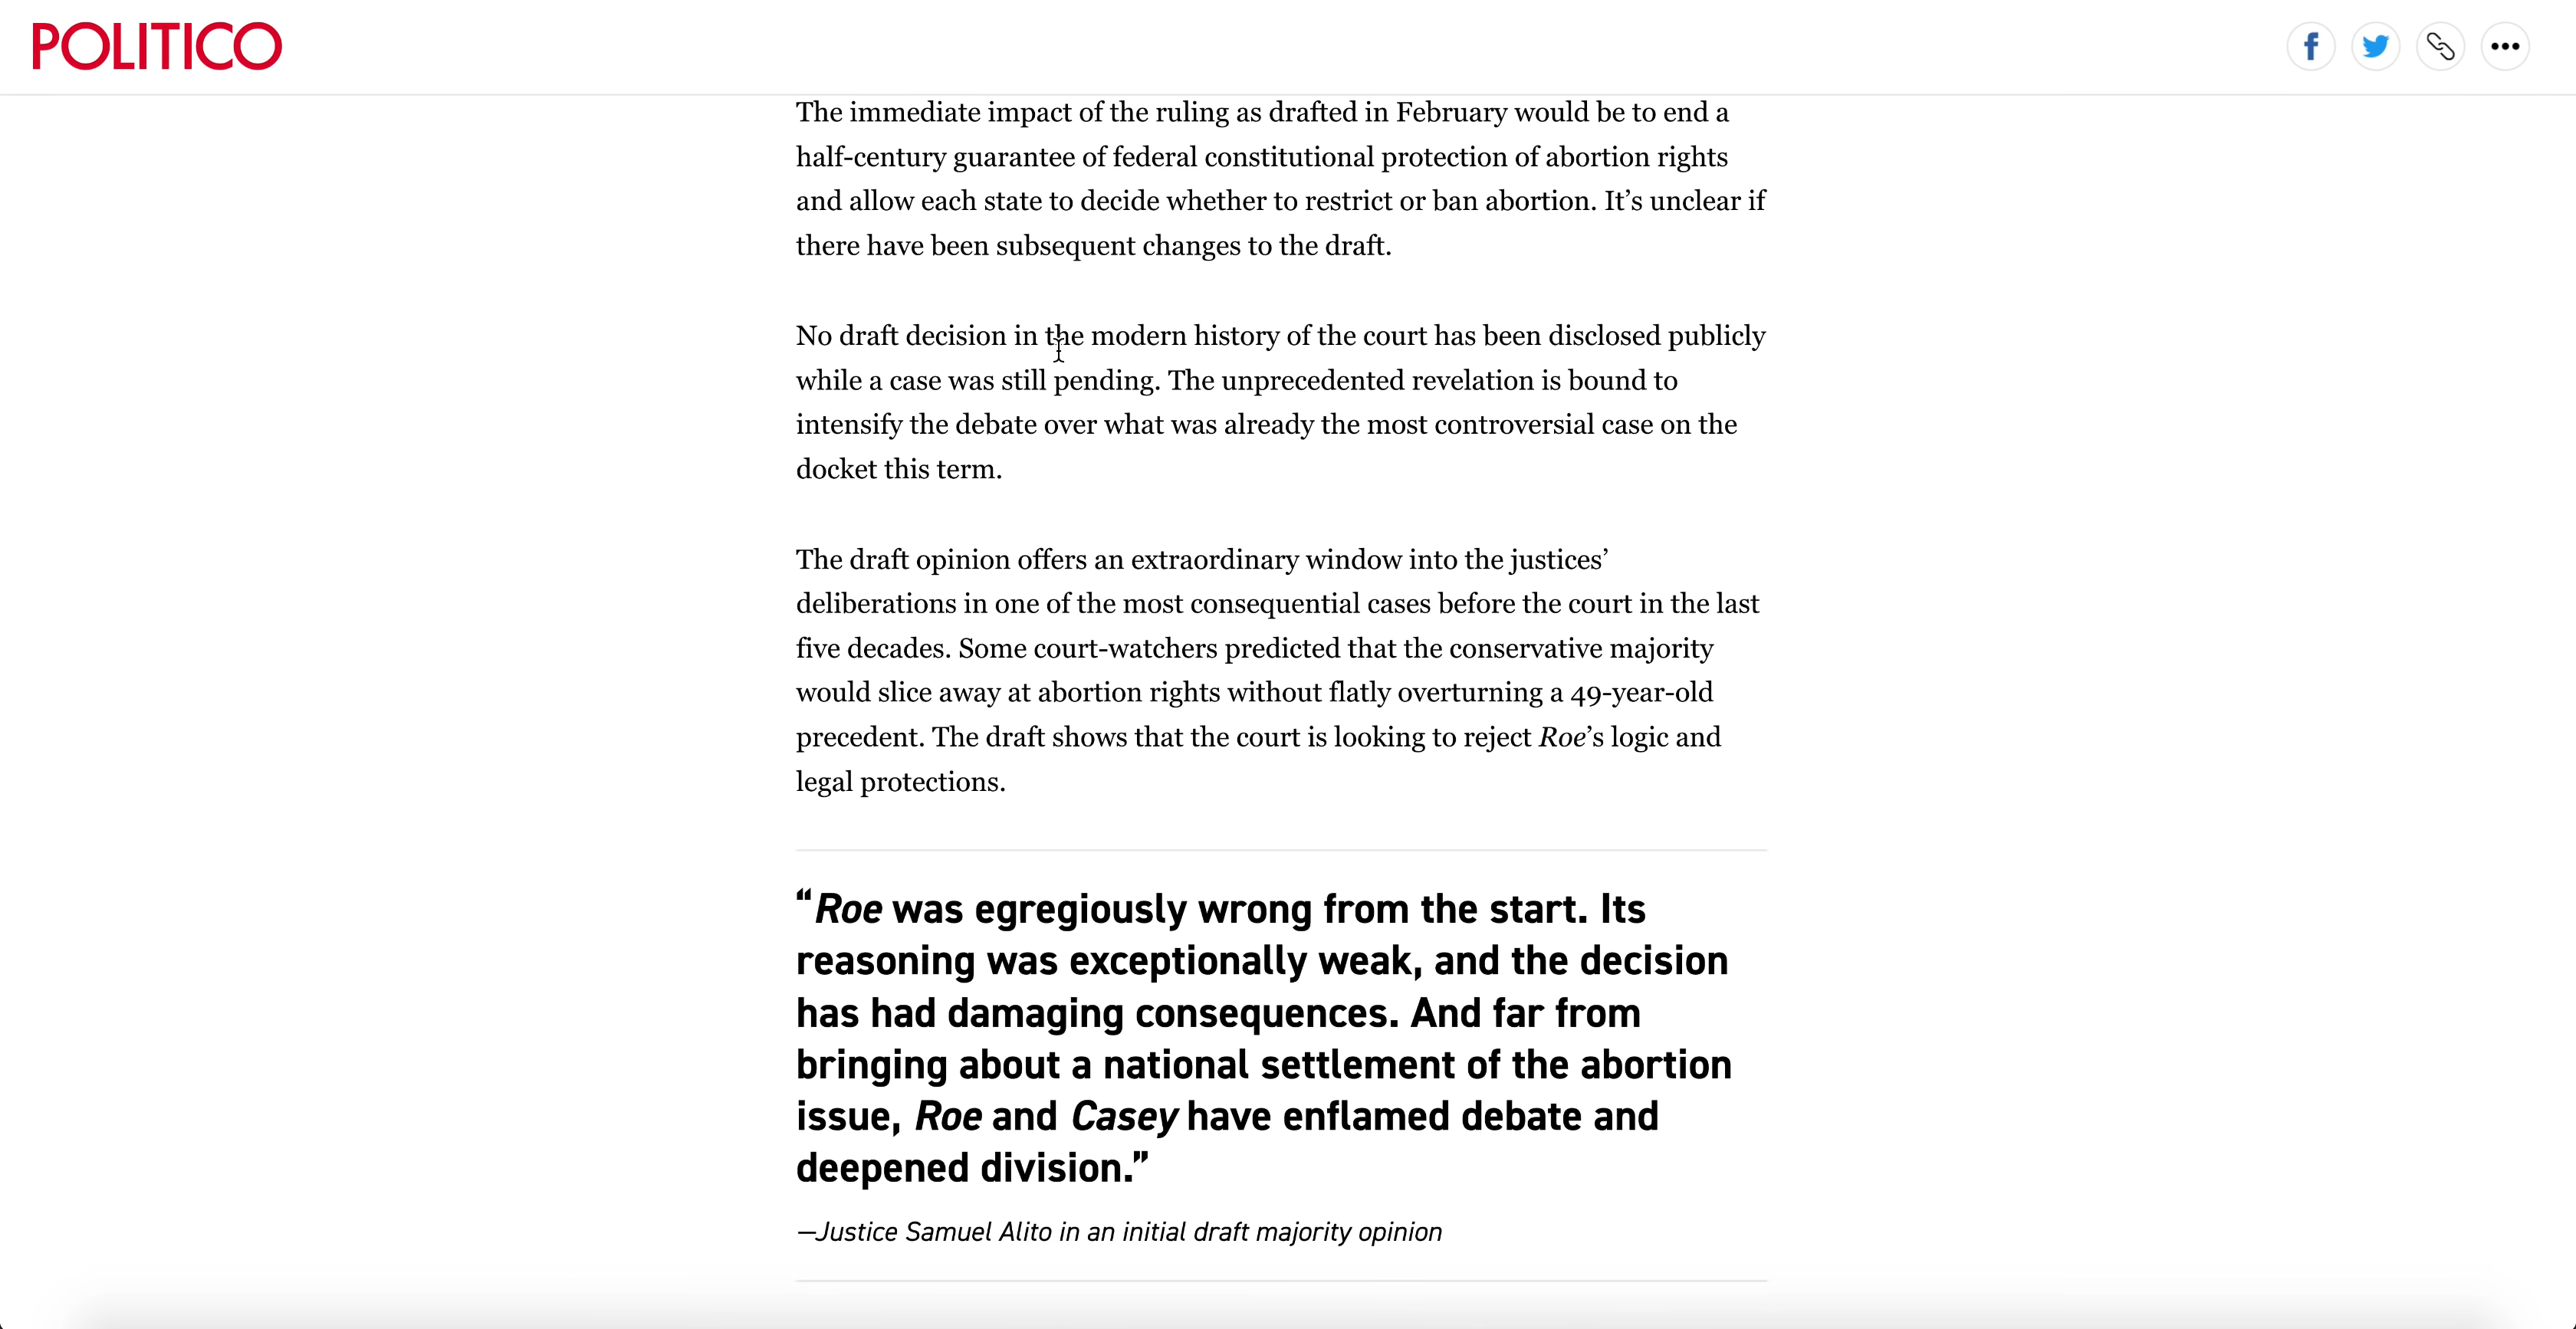 POLITICO
The immediate impact of the ruling as drafted in February would be to end a
half-century guarantee of federal constitutional protection of abortion rights
and allow each state to decide whether to restrict or ban abortion. It’s unclear if
there have been subsequent changes to the draft.
No draft decision in the modern history of the court has been disclosed publicly
while a case was still pending. The unprecedented revelation is bound to
intensify the debate over what was already the most controversial case on the
docket this term.
The draft opinion offers an extraordinary window into the justices’
deliberations in one of the most consequential cases before the court in the last
five decades. Some court-watchers predicted that the conservative majority
would slice away at abortion rights without flatly overturning a 49-year-old
precedent. The draft shows that the court is looking to reject Roe’s logic and
legal protections.
“Roe was egregiously wrong from the start. Its
reasoning was exceptionally weak, and the decision
has had damaging consequences. And far from
bringing about a national settlement of the abortion
issue, Roe and Casey have enflamed debate and
deepened division.”
—Justice Samuel Alito in an initial draft majority opinion